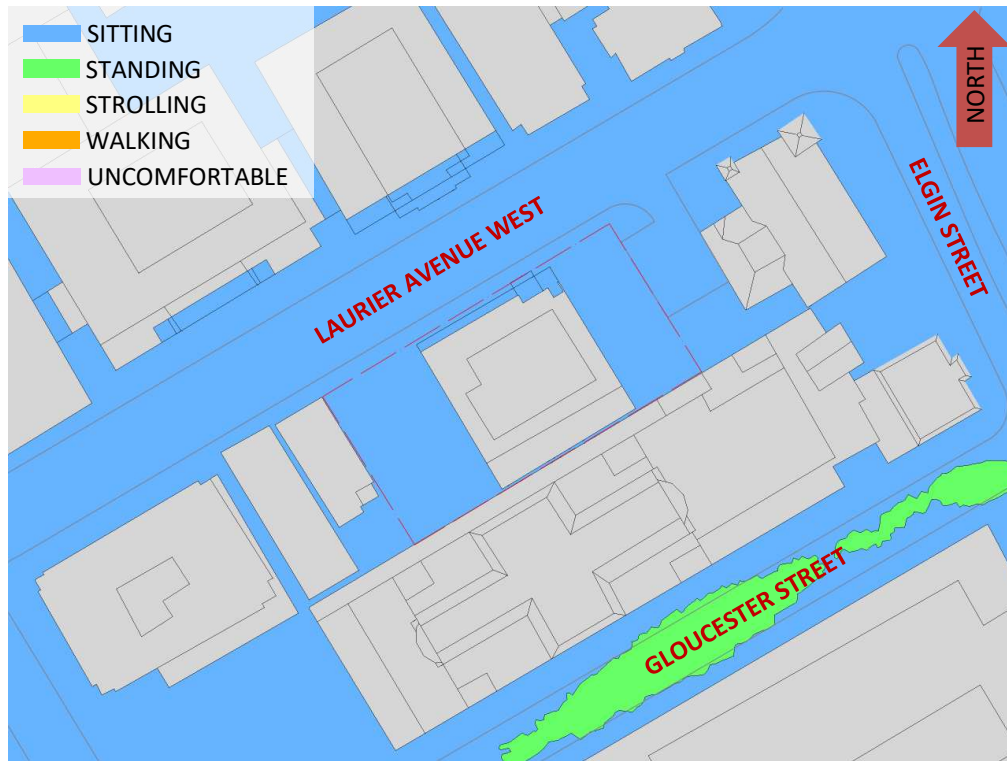 SITTING
STANDING
STROLLING
WALKING
UNCOMFORTABLE
NORTH
LAURIER AVENUE WEST
ELGIN STREET
GLOUCESTER STREET